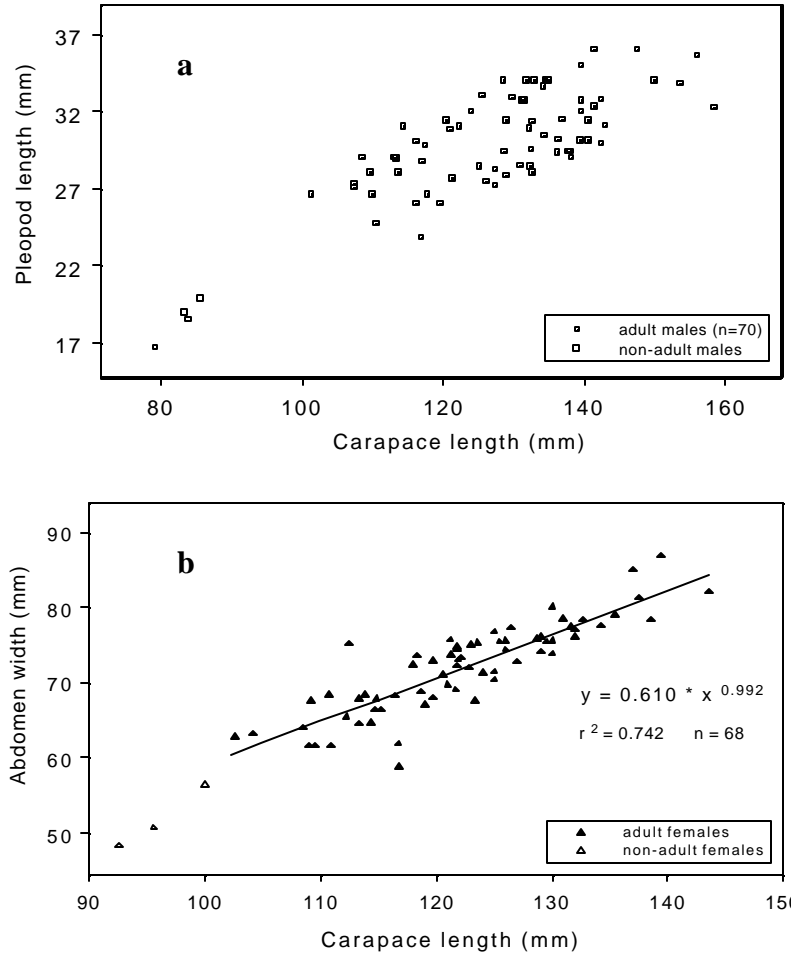 a
Pleopod length (mm)
37
32
27
22
17
adult males (n=70)
non-adult males
80 100 120 140 160
Carapace length (mm)
b
Abdomen width (mm)
90
80
70
60
50
y = 0.610 * x 0.992
r 2 = 0.742 n = 68
adult females
non-adult females
90 100 110 120 130 140 150
Carapace length (mm)